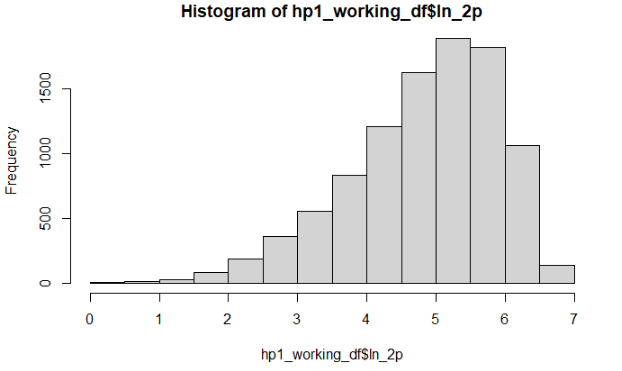 Histogram of hp1_working_df$ln_2p
Frequency
1500
1000
500
0
0 1 2 3 4 5 6 7
hp1_working_df$ln_2p